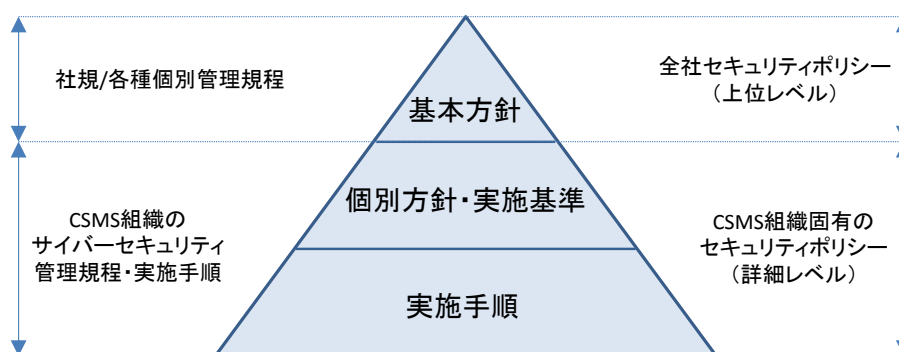 社規/各種個別管理規程
全社セキュリティポリシー
（上位レベル）
基本方針
個別方針・実施基準
CSMS組織の
サイバーセキュリティ
管理規程・実施手順
CSMS組織固有の
セキュリティポリシー
（詳細レベル）
実施手順